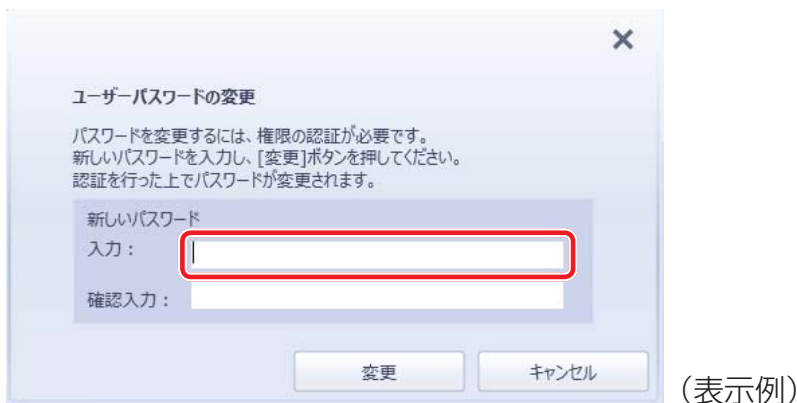 ユーザーパスワードの変更
パスワードを変更するには、権限の認証が必要です。
新しいパスワードを入力し、[変更]ボタンを押してください。
認証を行った上でパスワードが変更されます。
新しいパスワード
入力：
確認入力：
変更 キャンセル
（表示例）